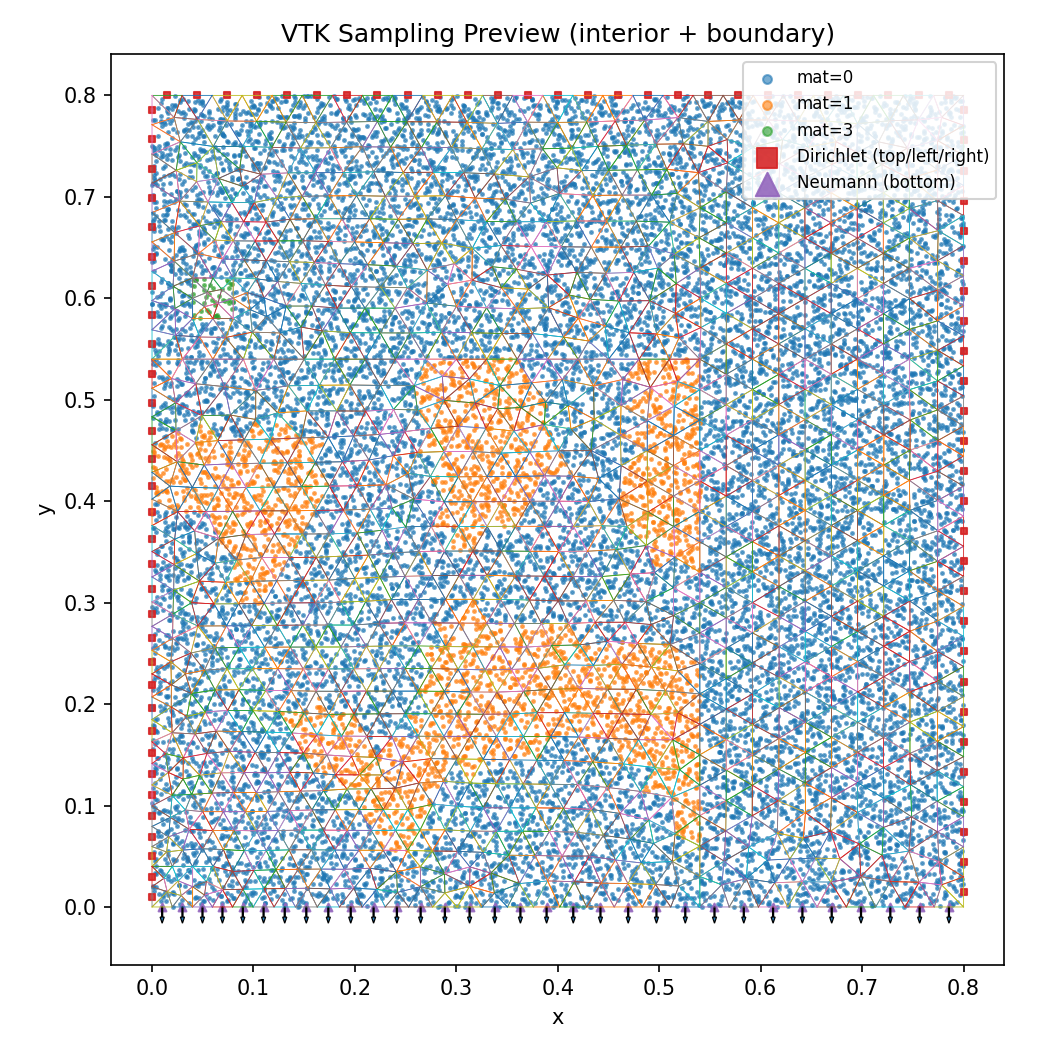 VTK Sampling Preview (interior + boundary)
mat=0
mat=1
mat=3
Dirichlet (top/left/right)
Neumann (bottom)
0.8
0.7
0.6
0.5
0.4
0.3
0.2
0.1
0.0
y
0.0 0.1 0.2 0.3 0.4 0.5 0.6 0.7 0.8
x